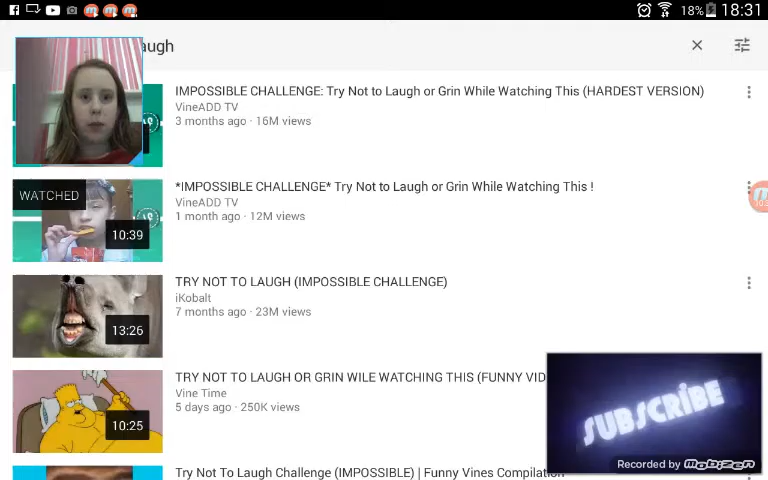 18% 18:31
augh
IMPOSSIBLE CHALLENGE: Try Not to Laugh or Grin While Watching This (HARDEST VERSION)
VineADD TV
3 months ago · 16M views
WATCHED
10:39
*IMPOSSIBLE CHALLENGE* Try Not to Laugh or Grin While Watching This !
VineADD TV
1 month ago · 12M views
13:26
TRY NOT TO LAUGH (IMPOSSIBLE CHALLENGE)
iKobalt
7 months ago · 23M views
10:25
TRY NOT TO LAUGH OR GRIN WILE WATCHING THIS (FUNNY VID
Vine Time
5 days ago · 250K views
SUBSCRIBE
Recorded by mobizen
Try Not To Laugh Challenge (IMPOSSIBLE) | Funny Vines Compilation